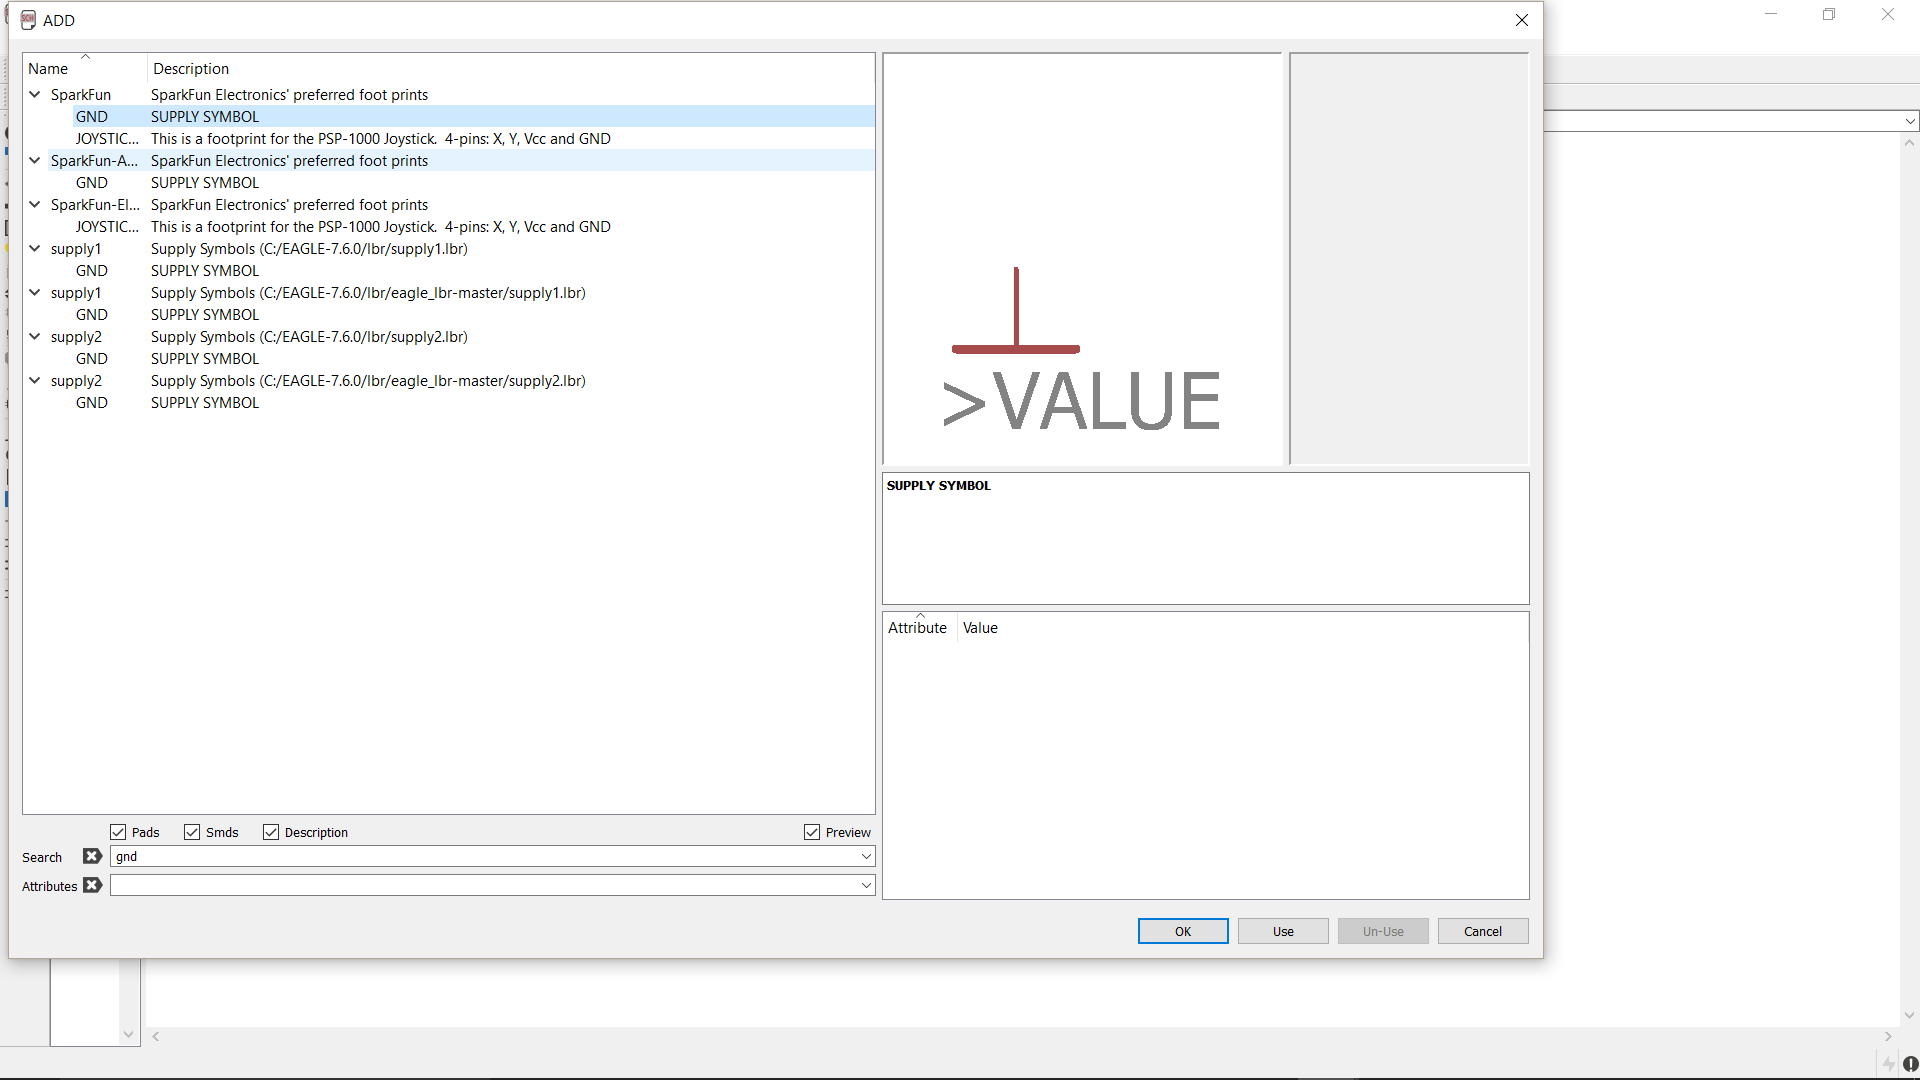 ADD
Name Description
SparkFun SparkFun Electronics' preferred foot prints
GND SUPPLY SYMBOL
JOYSTIC... This is a footprint for the PSP-1000 Joystick. 4-pins: X, Y, Vcc and GND
SparkFun-A... SparkFun Electronics' preferred foot prints
GND SUPPLY SYMBOL
SparkFun-El... SparkFun Electronics' preferred foot prints
JOYSTIC... This is a footprint for the PSP-1000 Joystick. 4-pins: X, Y, Vcc and GND
supply1 Supply Symbols (C:/EAGLE-7.6.0/lbr/supply1.lbr)
GND SUPPLY SYMBOL
supply1 Supply Symbols (C:/EAGLE-7.6.0/lbr/eagle_lbr-master/supply1.lbr)
GND SUPPLY SYMBOL
supply2 Supply Symbols (C:/EAGLE-7.6.0/lbr/supply2.lbr)
GND SUPPLY SYMBOL
supply2 Supply Symbols (C:/EAGLE-7.6.0/lbr/eagle_lbr-master/supply2.lbr)
GND SUPPLY SYMBOL
>VALUE
SUPPLY SYMBOL
Attribute Value
Pads Smds Description Preview
Search gnd
Attributes
OK Use Un-Use Cancel